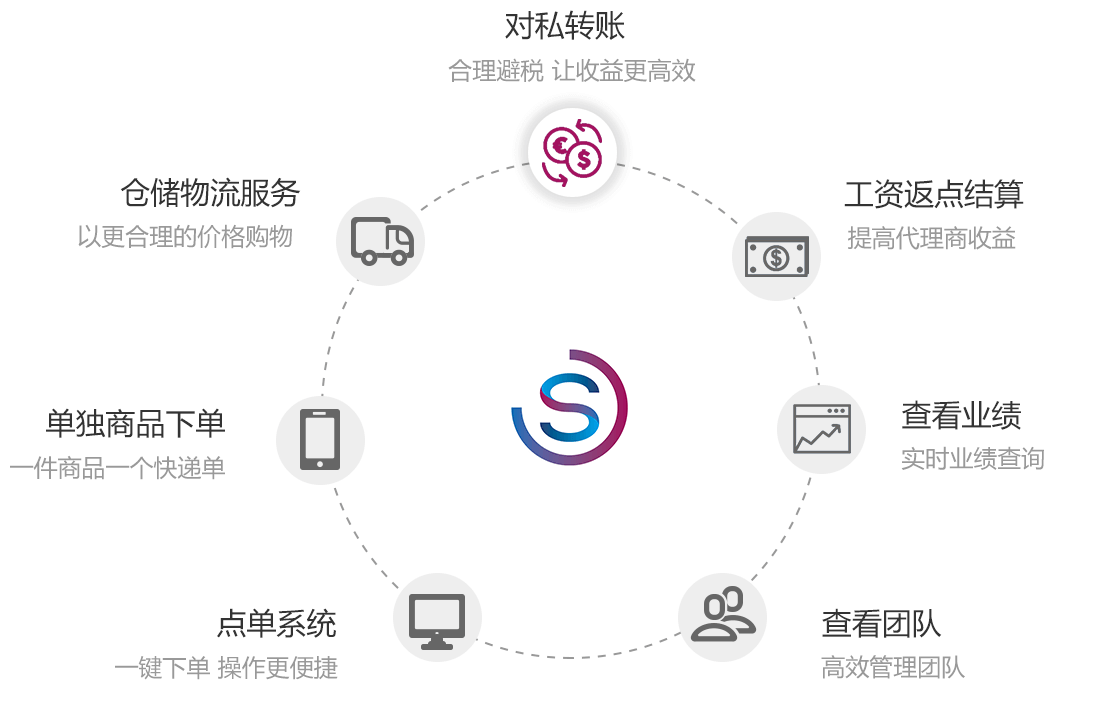 对私转账
合理避税 让收益更高效
仓储物流服务
以更合理的价格购物
工资返点结算
提高代理商收益
单独商品下单
一件商品一个快递单
查看业绩
实时业绩查询
点单系统
一键下单 操作更便捷
查看团队
高效管理团队